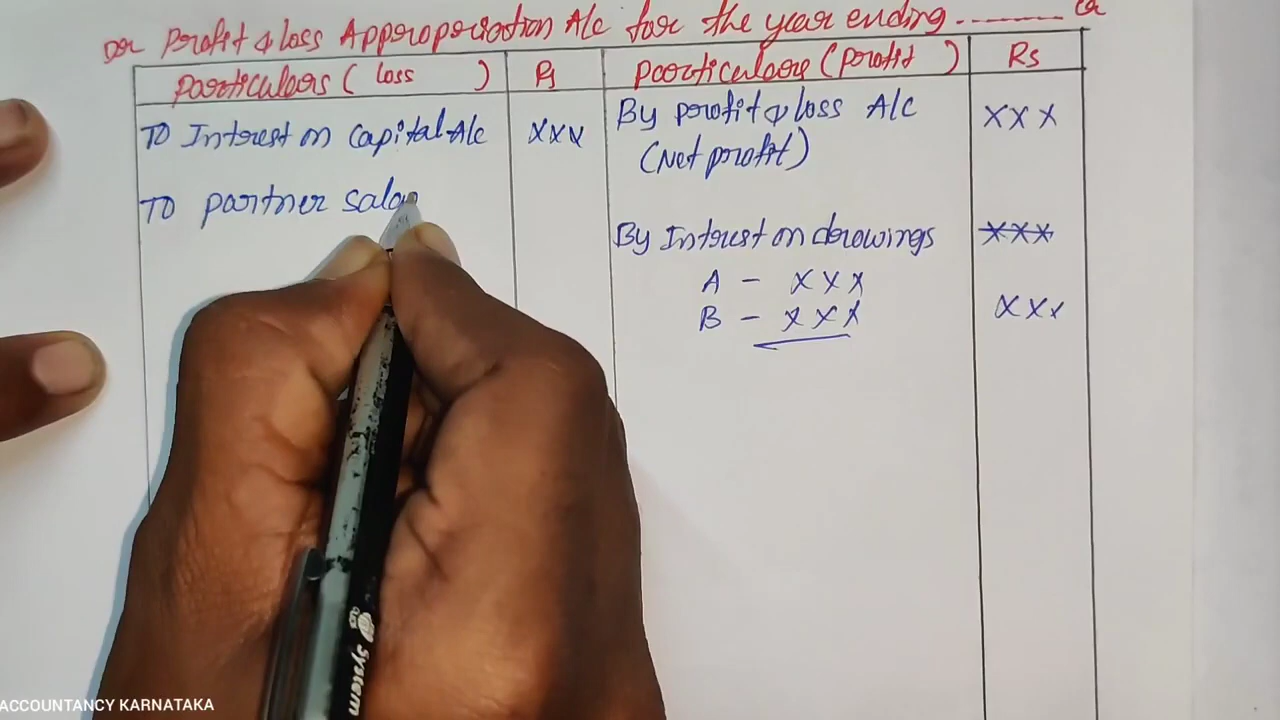 Dr Profit & loss Appropriation A/c for the year ending ........ Cr
Particulars ( loss ) Rs Particulars ( profit ) Rs
To Interest on Capital A/c XXX By profit & loss A/c XXX
(Net profit)
To partner sala
By Interest on drawings XXX
A - XXX
B - XXX XXX
System
ACCOUNTANCY KARNATAKA